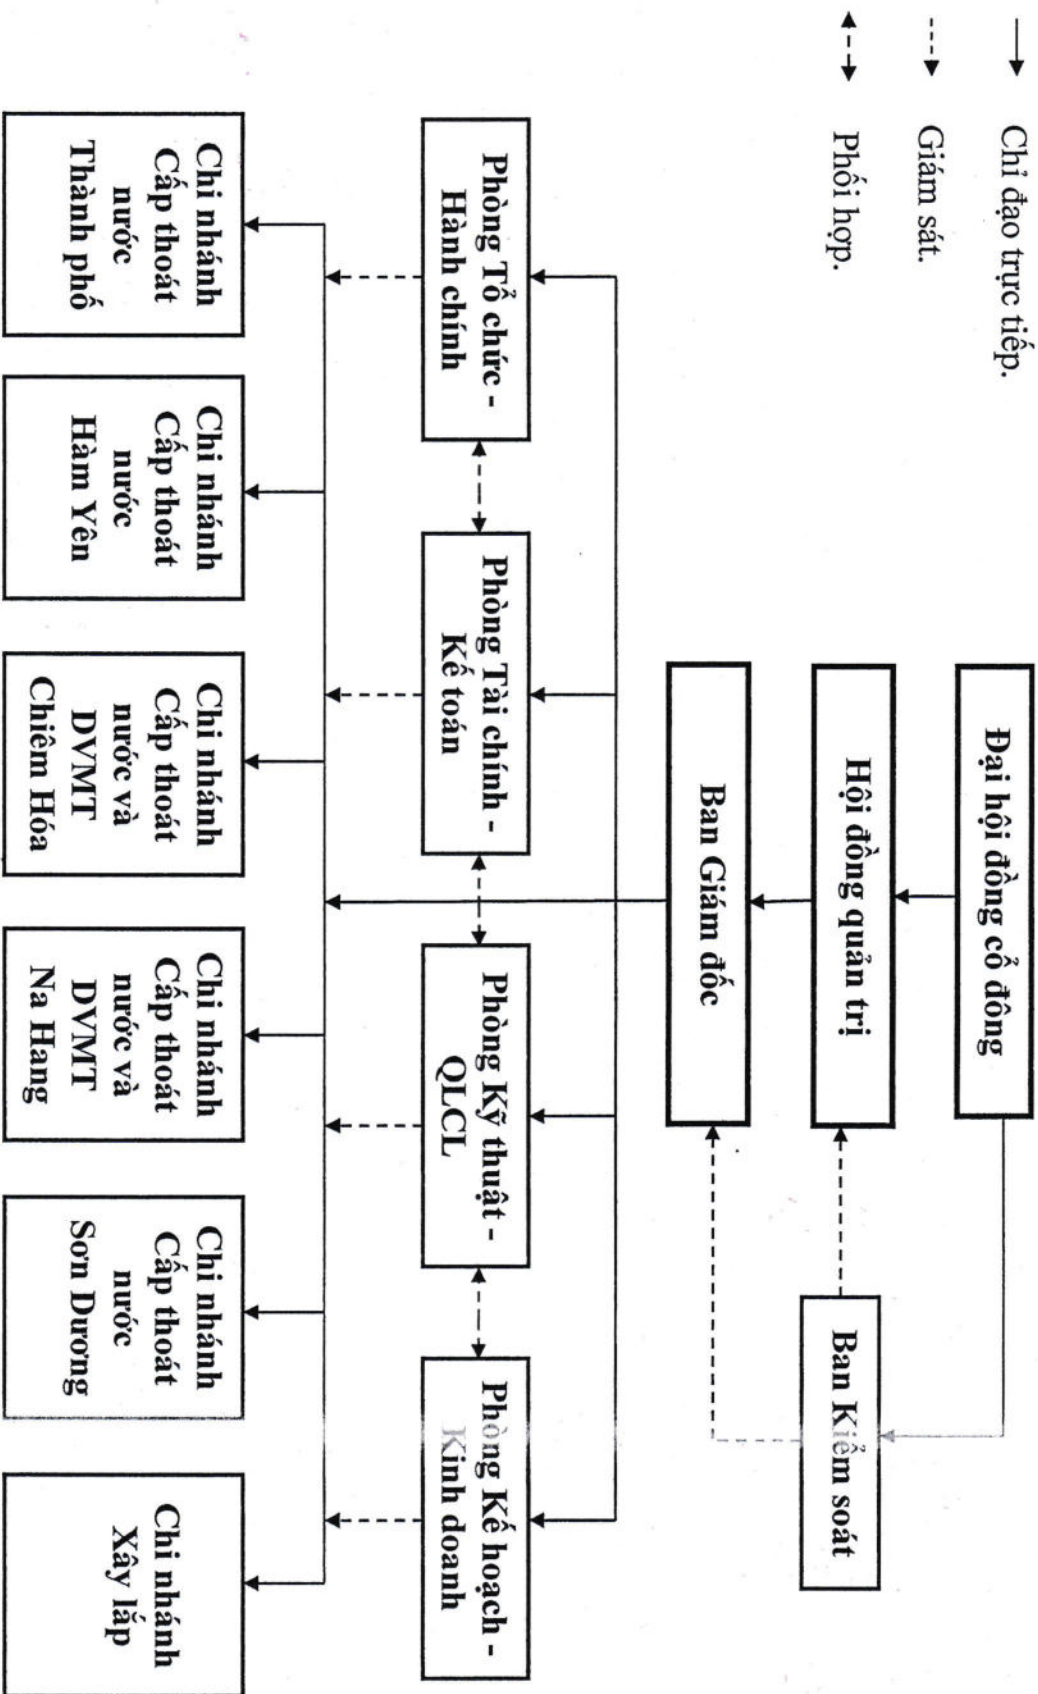 Chỉ đạo trực tiếp.
Giám sát.
Phối hợp.
Đại hội đồng cổ đông
Hội đồng quản trị
Ban Kiểm soát
Ban Giám đốc
Phòng Tổ chức -
Hành chính
Phòng Tài chính -
Kế toán
Phòng Kỹ thuật -
QLCL
Phòng Kế hoạch -
Kinh doanh
Chi nhánh
Cấp thoát
nước
Thành phố
Chi nhánh
Cấp thoát
nước
Hàm Yên
Chi nhánh
Cấp thoát
nước và
DVMT
Chiêm Hóa
Chi nhánh
Cấp thoát
nước và
DVMT
Na Hang
Chi nhánh
Cấp thoát
nước
Sơn Dương
Chi nhánh
Xây lắp